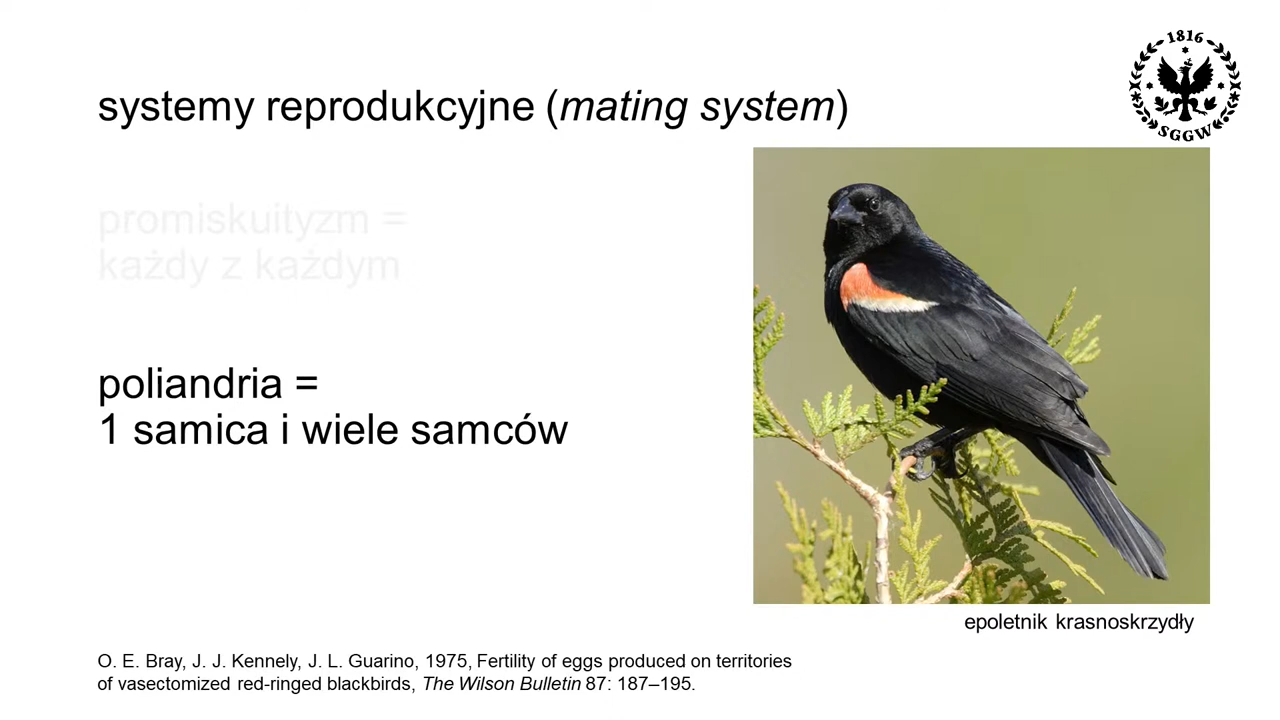 1816
SGGW
systemy reprodukcyjne (mating system)
promiskuityzm =
każdy z każdym
poliandria =
1 samica i wiele samców
epoletnik krasnoskrzydły
O. E. Bray, J. J. Kennely, J. L. Guarino, 1975, Fertility of eggs produced on territories
of vasectomized red-ringed blackbirds, The Wilson Bulletin 87: 187–195.